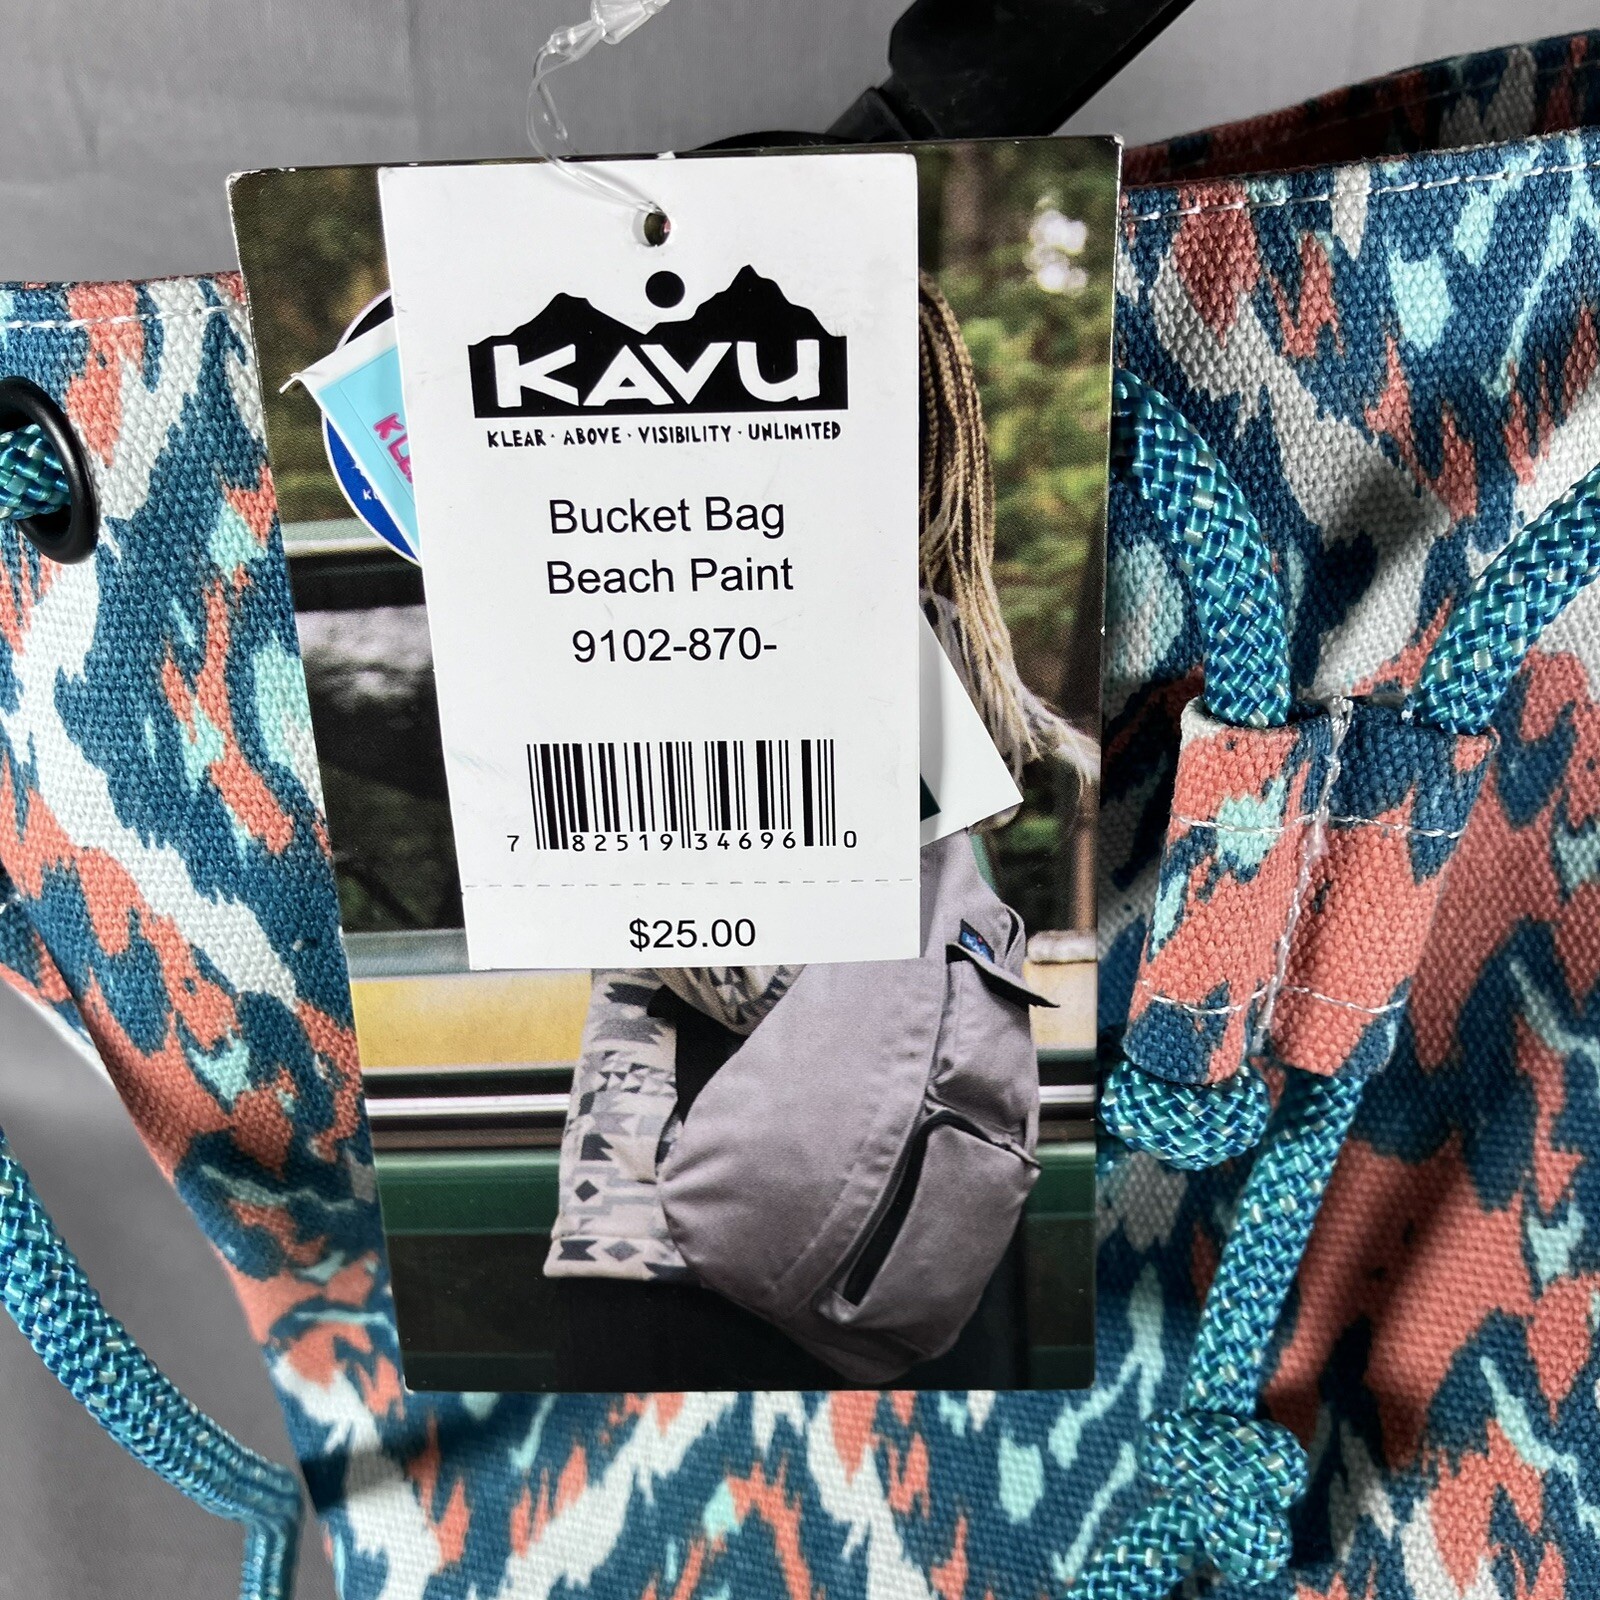 KAVU
KLEAR · ABOVE · VISIBILITY · UNLIMITED
Bucket Bag
Beach Paint
9102-870-
7 82519 34696 0
$25.00